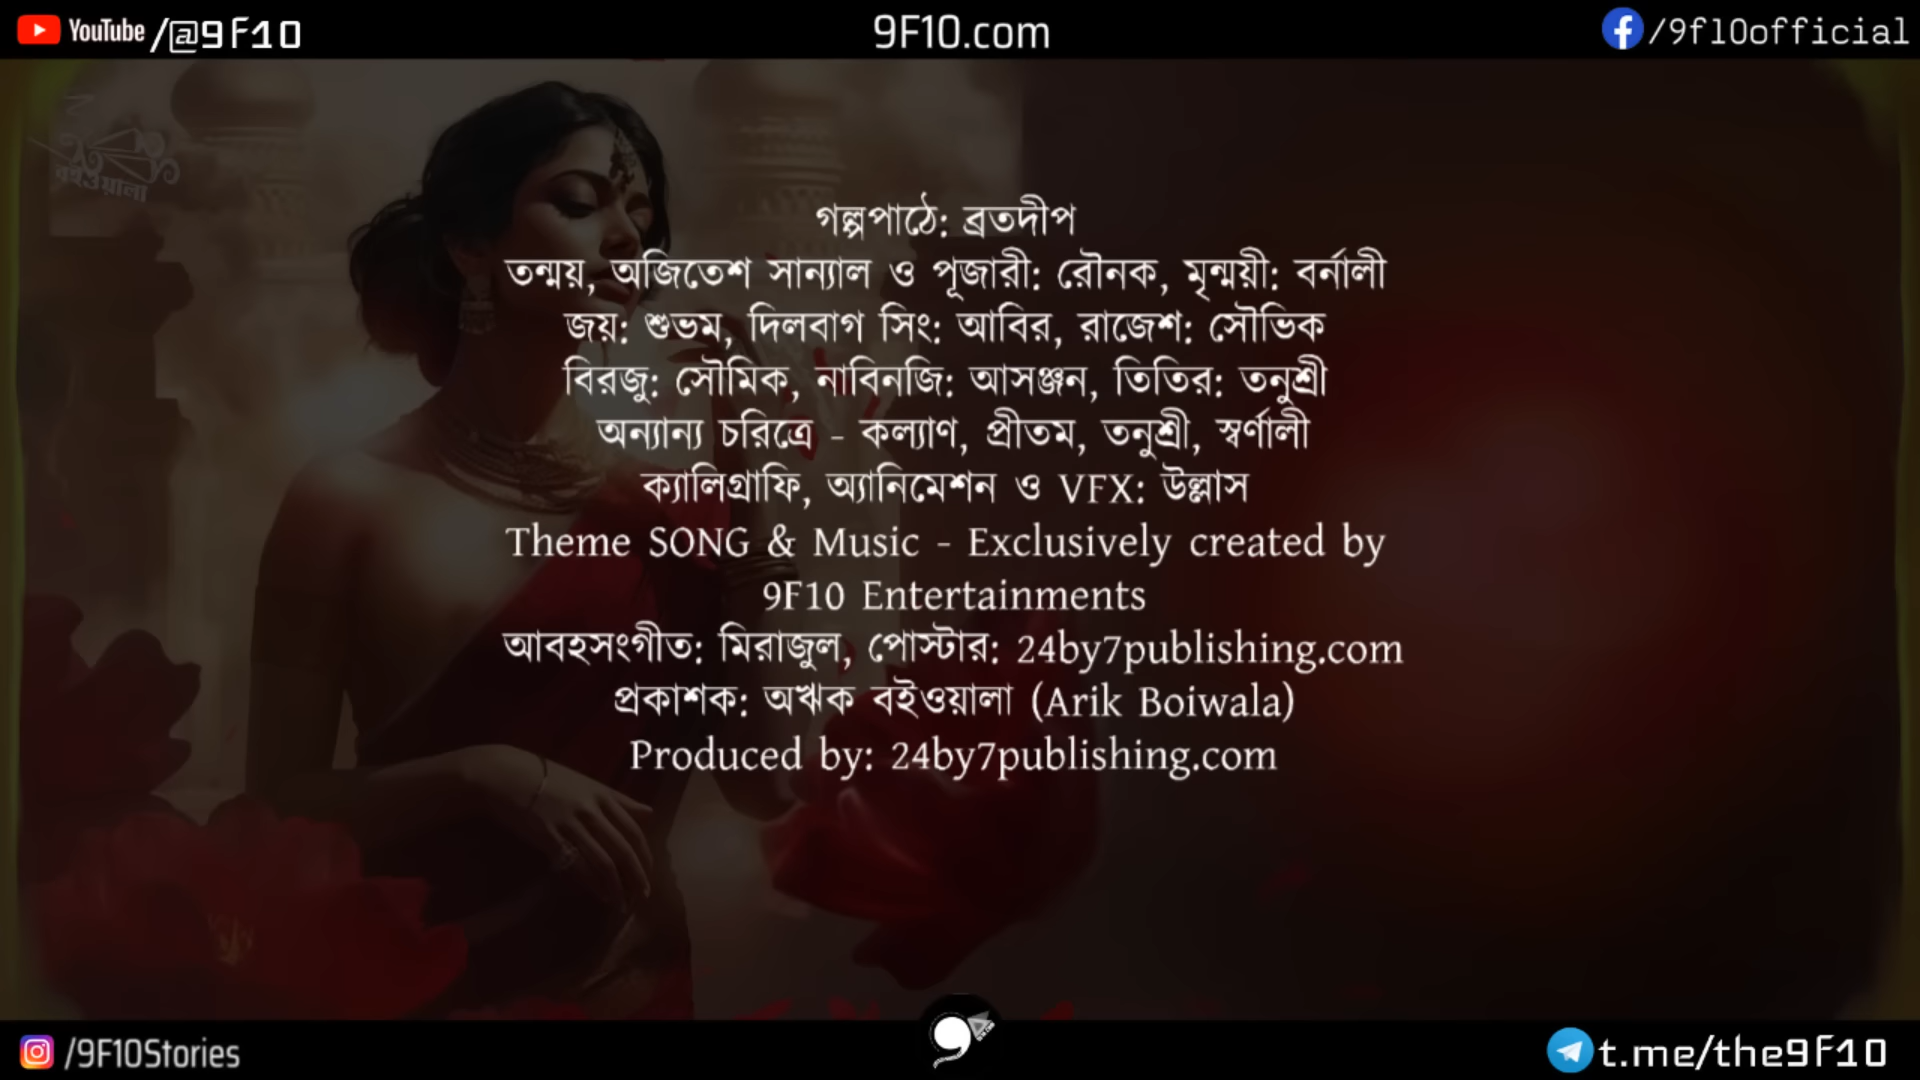 YouTube /@9F10
9F10.com
/9f10official
বইওয়ালা
গল্পপাঠে: ব্রতদীপ
তন্ময়, অজিতেশ সান্যাল ও পূজারী: রৌনক, মৃন্ময়ী: বর্নালী
জয়: শুভম, দিলবাগ সিং: আবির, রাজেশ: সৌভিক
বিরজু: সৌমিক, নাবিনজি: আসঞ্জন, তিতির: তনুশ্রী
অন্যান্য চরিত্রে - কল্যাণ, প্রীতম, তনুশ্রী, স্বর্ণালী
ক্যালিগ্রাফি, অ্যানিমেশন ও VFX: উল্লাস
Theme SONG & Music - Exclusively created by
9F10 Entertainments
আবহসংগীত: মিরাজুল, পোস্টার: 24by7publishing.com
প্রকাশক: অঋক বইওয়ালা (Arik Boiwala)
Produced by: 24by7publishing.com
/9F10Stories
t.me/the9F10